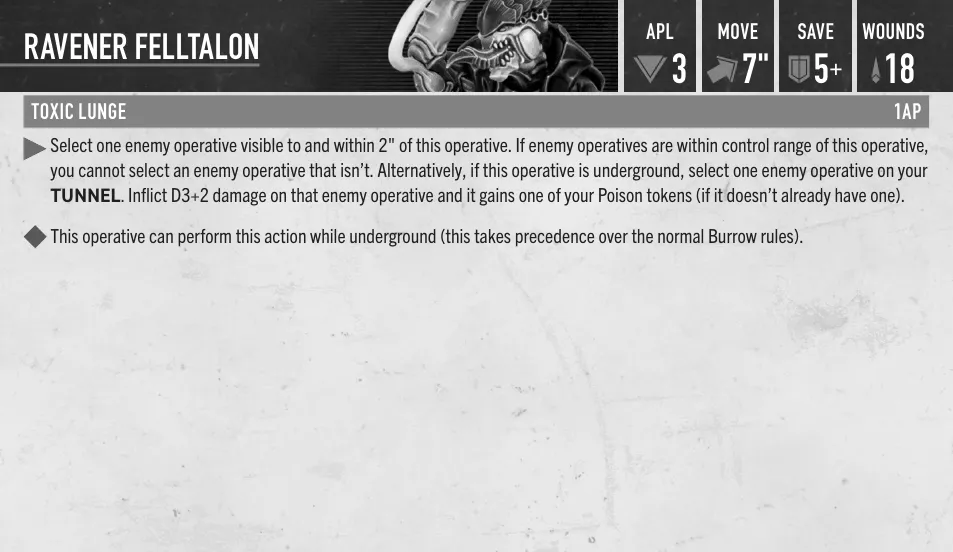 RAVENER FELLTALON
APL MOVE SAVE WOUNDS
3 7" 5+ 18
TOXIC LUNGE 1AP
Select one enemy operative visible to and within 2" of this operative. If enemy operatives are within control range of this operative,
you cannot select an enemy operative that isn't. Alternatively, if this operative is underground, select one enemy operative on your
TUNNEL. Inflict D3+2 damage on that enemy operative and it gains one of your Poison tokens (if it doesn't already have one).
This operative can perform this action while underground (this takes precedence over the normal Burrow rules).